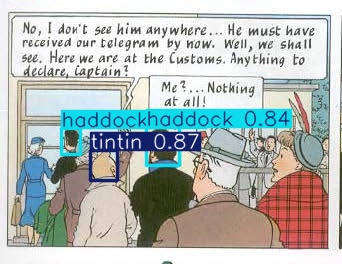 No, I don't see him anywhere... He must have
received our telegram by now. Well, we shall
see. Here we are at the Customs. Anything to
declare, Captain?
Me?... Nothing
at all!
haddockhaddock 0.84
tintin 0.87